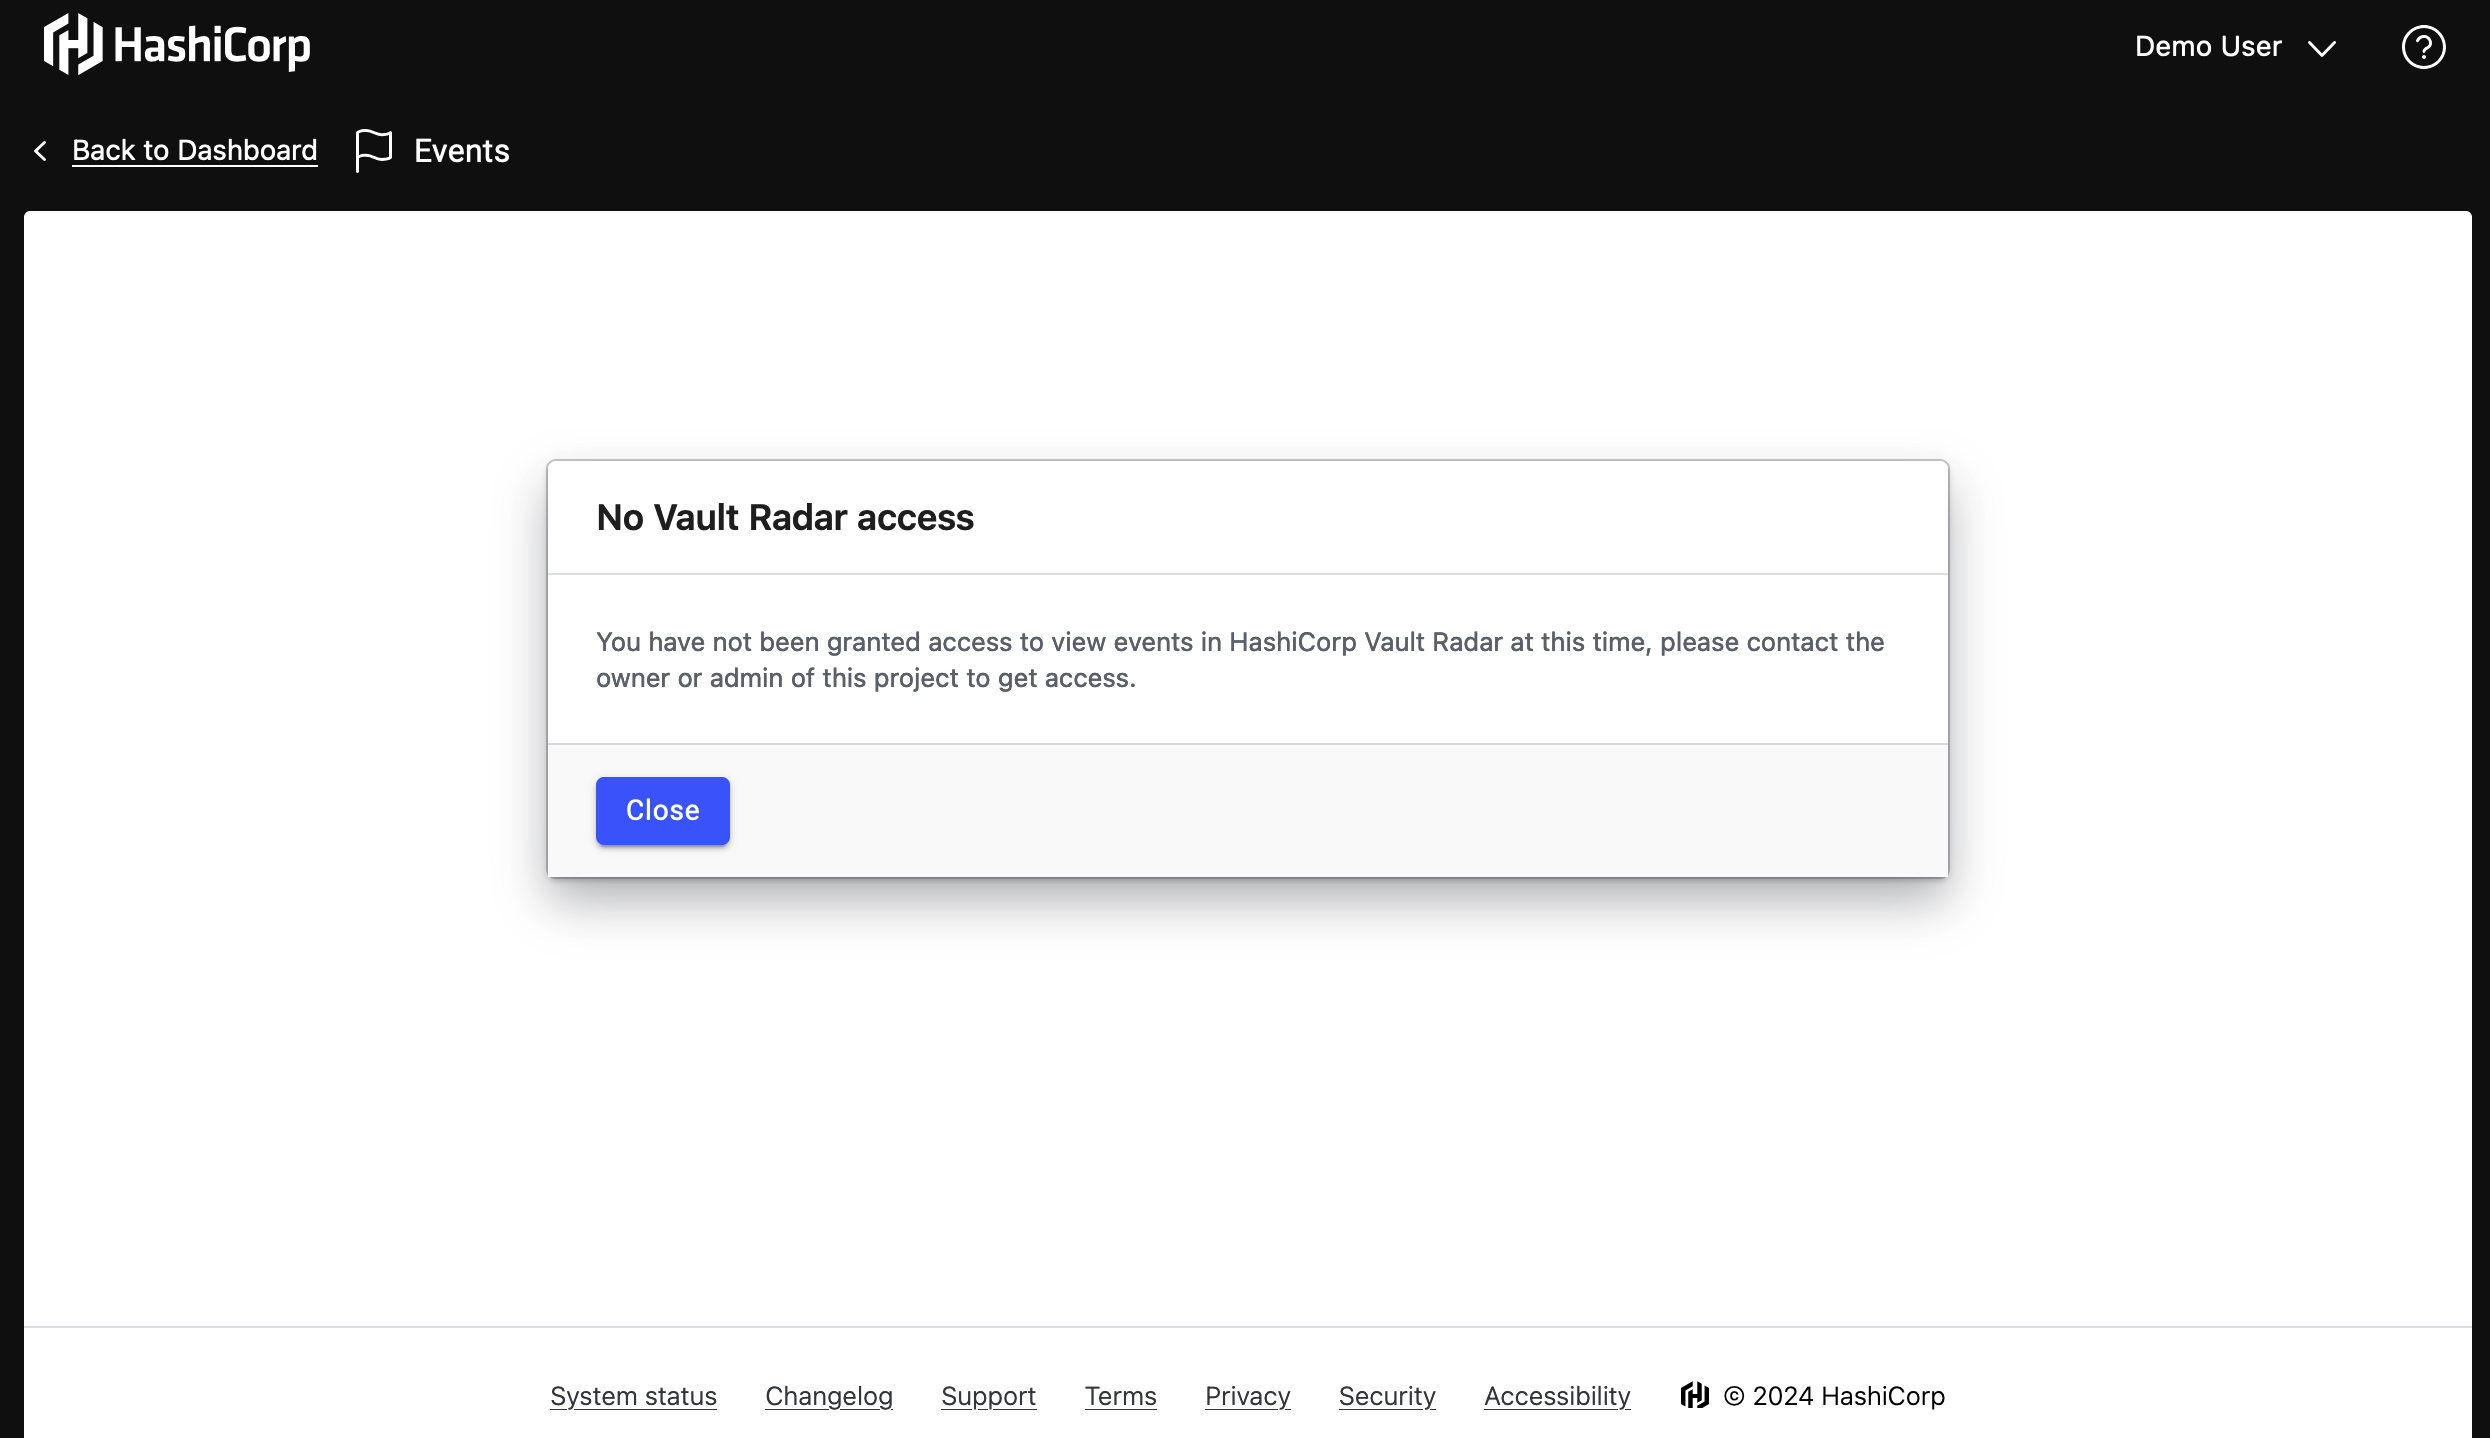 HashiCorp
Demo User
Back to Dashboard
Events
No Vault Radar access
You have not been granted access to view events in HashiCorp Vault Radar at this time, please contact the
owner or admin of this project to get access.
Close
System status Changelog Support Terms Privacy Security Accessibility © 2024 HashiCorp